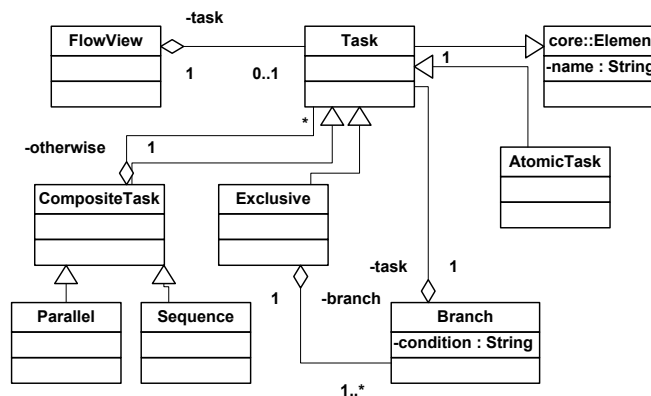 -task
FlowView
Task
core::Element
-name : String
1
0..1
1
*
-otherwise
1
AtomicTask
CompositeTask
Exclusive
-task
1
1
-branch
Parallel
Sequence
Branch
-condition : String
1..*